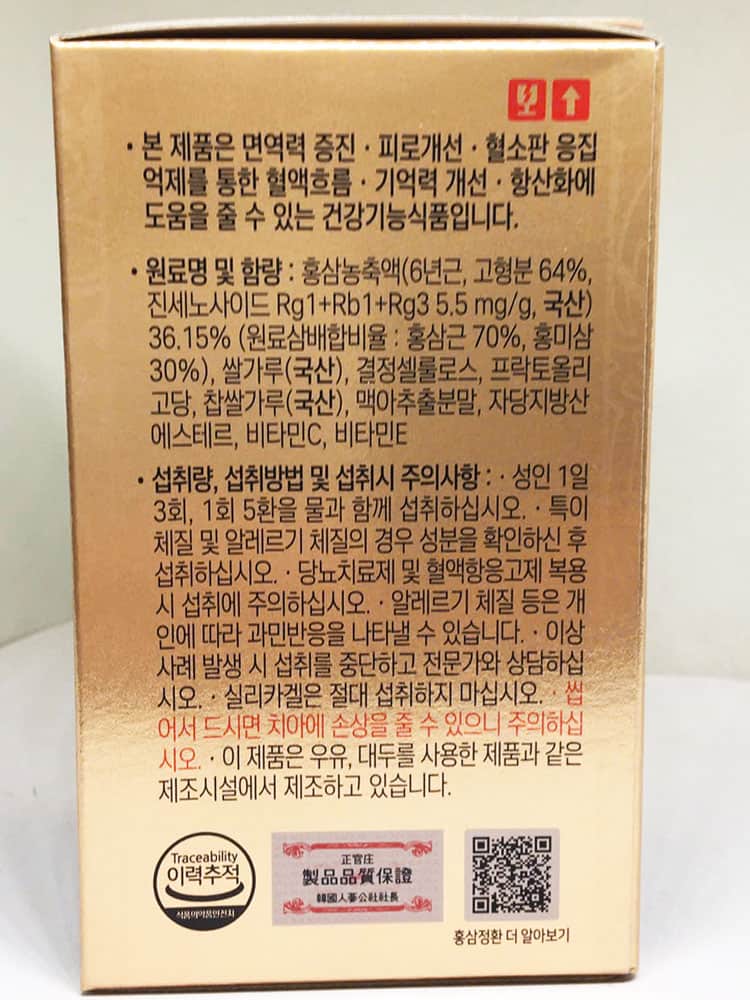 • 본 제품은 면역력 증진 · 피로개선 · 혈소판 응집
억제를 통한 혈액흐름 · 기억력 개선 · 항산화에
도움을 줄 수 있는 건강기능식품입니다.
• 원료명 및 함량 : 홍삼농축액(6년근, 고형분 64%,
진세노사이드 Rg1+Rb1+Rg3 5.5 mg/g, 국산)
36.15% (원료삼배합비율 : 홍삼근 70%, 홍미삼
30%), 쌀가루(국산), 결정셀룰로스, 프락토올리
고당, 찹쌀가루(국산), 맥아추출분말, 자당지방산
에스테르, 비타민C, 비타민E
• 섭취량, 섭취방법 및 섭취시 주의사항 : · 성인 1일
3회, 1회 5환을 물과 함께 섭취하십시오. · 특이
체질 및 알레르기 체질의 경우 성분을 확인하신 후
섭취하십시오. · 당뇨치료제 및 혈액항응고제 복용
시 섭취에 주의하십시오. · 알레르기 체질 등은 개
인에 따라 과민반응을 나타낼 수 있습니다. · 이상
사례 발생 시 섭취를 중단하고 전문가와 상담하십
시오. · 실리카겔은 절대 섭취하지 마십시오. · 씹
어서 드시면 치아에 손상을 줄 수 있으니 주의하십
시오. · 이 제품은 우유, 대두를 사용한 제품과 같은
제조시설에서 제조하고 있습니다.
Traceability
이력추적
식품의약품안전처
正官庄
製品品質保證
韓國人蔘公社社長
홍삼정환 더 알아보기